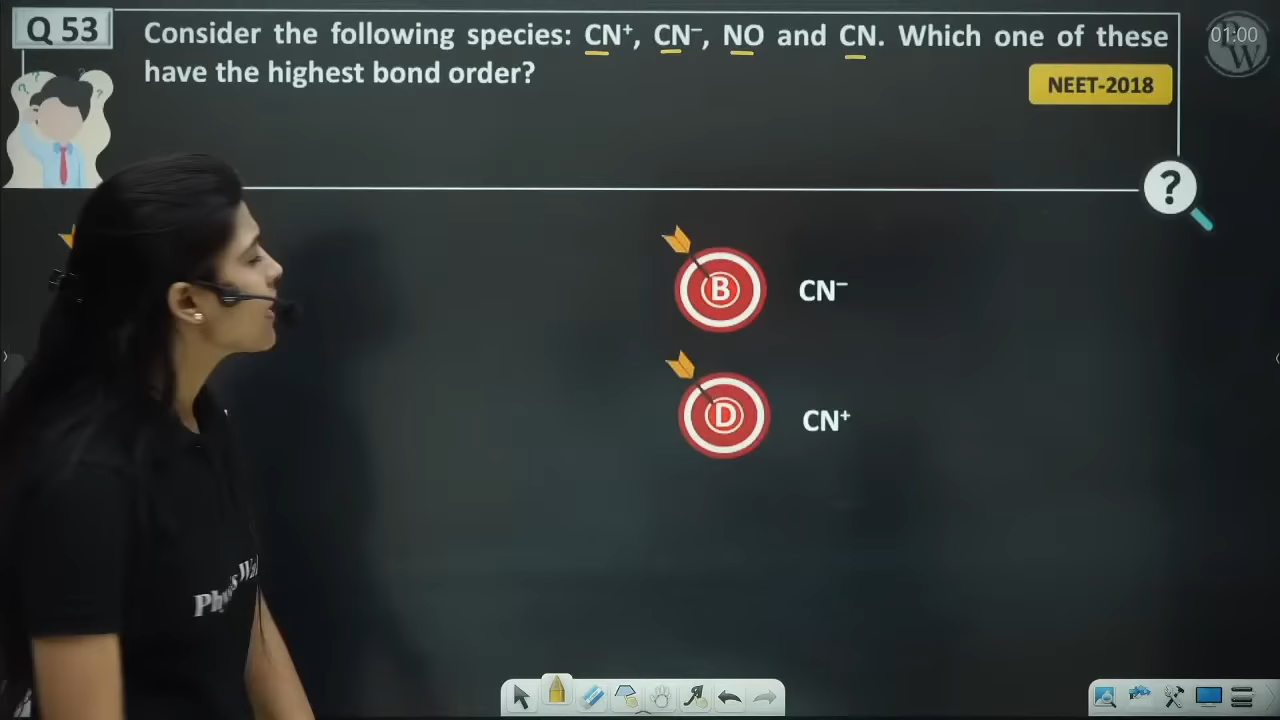 Q 53
Consider the following species: CN⁺, CN⁻, NO and CN. Which one of these
have the highest bond order?
NEET-2018
01:00
?
B CN⁻
D CN⁺